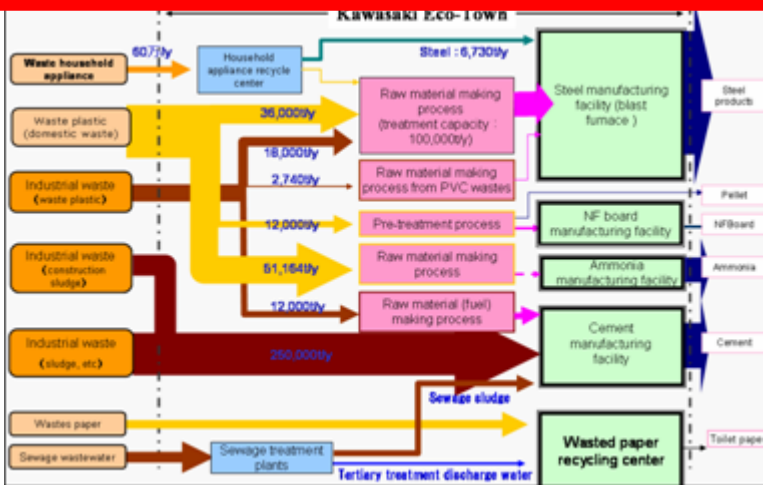 Kawasaki Eco-Town
Waste household
appliance
Household
appliance recycle
center
Steel : 6,730t/y
Waste plastic
(domestic waste)
36,000t/y
Raw material making
process
(treatment capacity :
100,000t/y)
Steel manufacturing
facility (blast
furnace )
Steel
products
18,000t/y
Industrial waste
(waste plastic)
2,740t/y
Raw material making
process from PVC wastes
Pellet
12,000t/y
Pre-treatment process
NF board
manufacturing facility
NFBoard
Industrial waste
(construction
sludge)
51,164t/y
Raw material making
process
Ammonia
manufacturing facility
Ammonia
12,000t/y
Raw material (fuel)
making process
Industrial waste
(sludge, etc)
250,000t/y
Cement
manufacturing
facility
Cement
Sewage sludge
Wastes paper
Wasted paper
recycling center
Toilet paper
Sewage wastewater
Sewage treatment
plants
Tertiary treatment discharge water